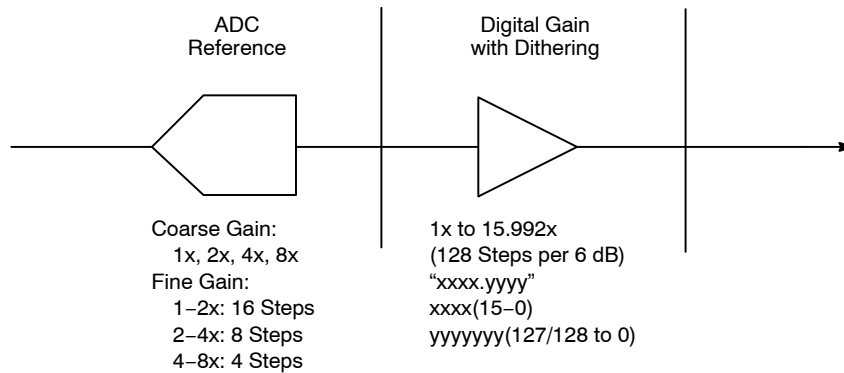 ADC
Reference
Digital Gain
with Dithering
Coarse Gain:
1x, 2x, 4x, 8x
Fine Gain:
1−2x: 16 Steps
2−4x: 8 Steps
4−8x: 4 Steps
1x to 15.992x
(128 Steps per 6 dB)
“xxxx.yyyy”
xxxx(15−0)
yyyyyyy(127/128 to 0)